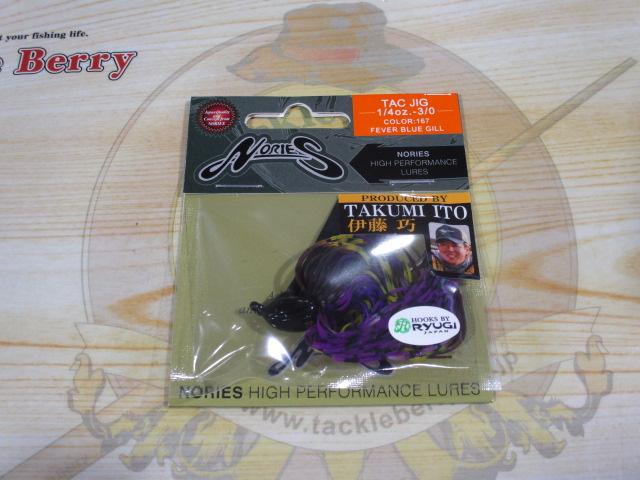 t your fishing life.
e Berry
NORIES
TAC JIG
1/4oz.-3/0
COLOR:167
FEVER BLUE GILL
NORIES
HIGH PERFORMANCE
LURES
PRODUCED BY
TAKUMI ITO
伊藤 巧
HOOKS BY
RYUGI
JAPAN
NORIES HIGH PERFORMANCE LURES
www.tackleber
.jp